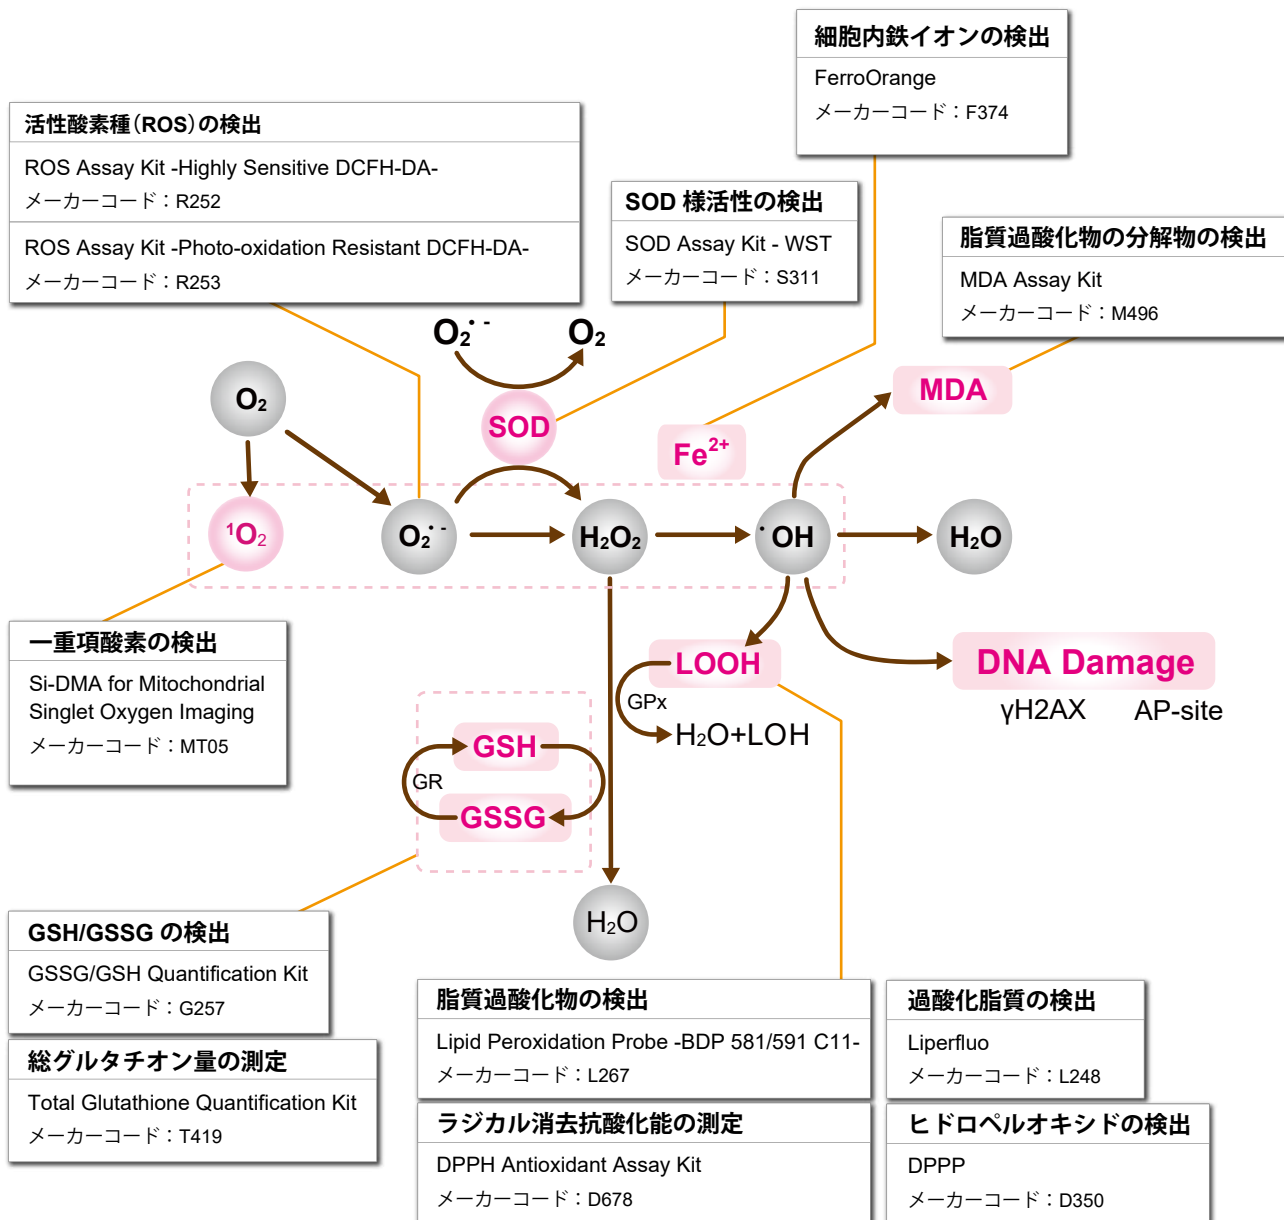 細胞内鉄イオンの検出
FerroOrange
メーカーコード：F374
活性酸素種（ROS）の検出
ROS Assay Kit -Highly Sensitive DCFH-DA-
メーカーコード：R252
ROS Assay Kit -Photo-oxidation Resistant DCFH-DA-
メーカーコード：R253
SOD 様活性の検出
SOD Assay Kit - WST
メーカーコード：S311
脂質過酸化物の分解物の検出
MDA Assay Kit
メーカーコード：M496
O₂˙⁻
O₂
O₂
SOD
MDA
Fe²⁺
¹O₂
O₂˙⁻
H₂O₂
˙OH
H₂O
一重項酸素の検出
Si-DMA for Mitochondrial
Singlet Oxygen Imaging
メーカーコード：MT05
LOOH
GPx
H₂O+LOH
DNA Damage
γH2AX
AP-site
GSH
GR
GSSG
H₂O
GSH/GSSG の検出
GSSG/GSH Quantification Kit
メーカーコード：G257
総グルタチオン量の測定
Total Glutathione Quantification Kit
メーカーコード：T419
脂質過酸化物の検出
Lipid Peroxidation Probe -BDP 581/591 C11-
メーカーコード：L267
過酸化脂質の検出
Liperfluo
メーカーコード：L248
ラジカル消去抗酸化能の測定
DPPH Antioxidant Assay Kit
メーカーコード：D678
ヒドロペルオキシドの検出
DPPP
メーカーコード：D350